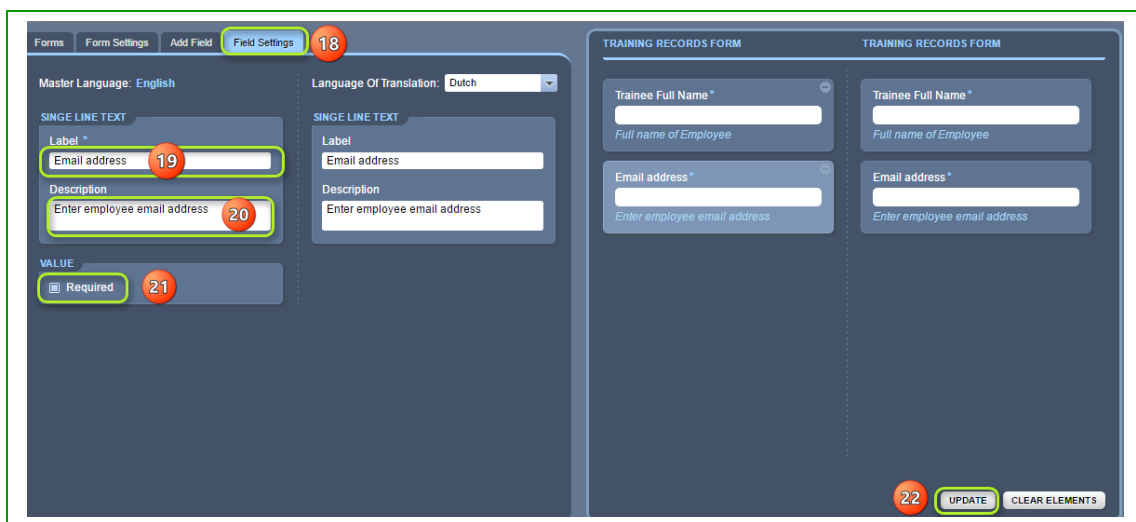 Forms Form Settings Add Field Field Settings 18
Master Language: English
SINGE LINE TEXT
Label *
Email address 19
Description
Enter employee email address 20
VALUE
Required 21
Language Of Translation: Dutch
SINGE LINE TEXT
Label
Email address
Description
Enter employee email address
TRAINING RECORDS FORM TRAINING RECORDS FORM
Trainee Full Name *
Full name of Employee
Email address *
Enter employee email address
Trainee Full Name *
Full name of Employee
Email address *
Enter employee email address
22 UPDATE CLEAR ELEMENTS